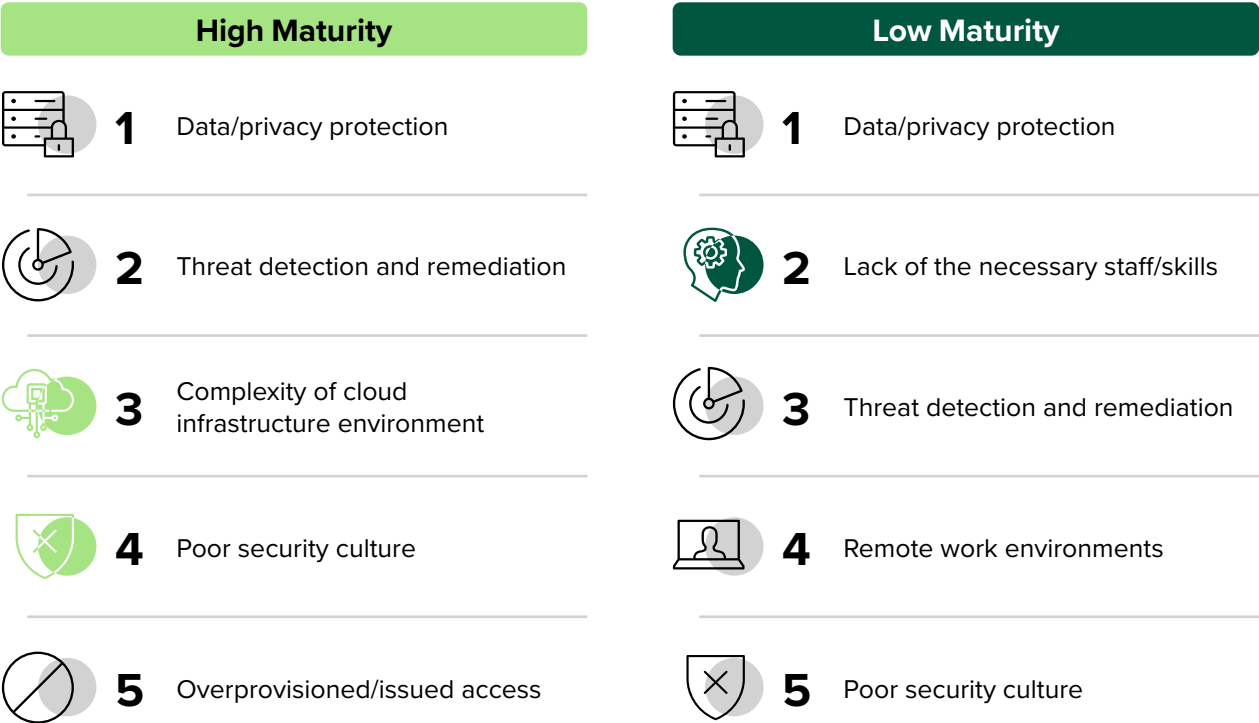 High Maturity
1 Data/privacy protection
2 Threat detection and remediation
3 Complexity of cloud
infrastructure environment
4 Poor security culture
5 Overprovisioned/issued access
Low Maturity
1 Data/privacy protection
2 Lack of the necessary staff/skills
3 Threat detection and remediation
4 Remote work environments
5 Poor security culture